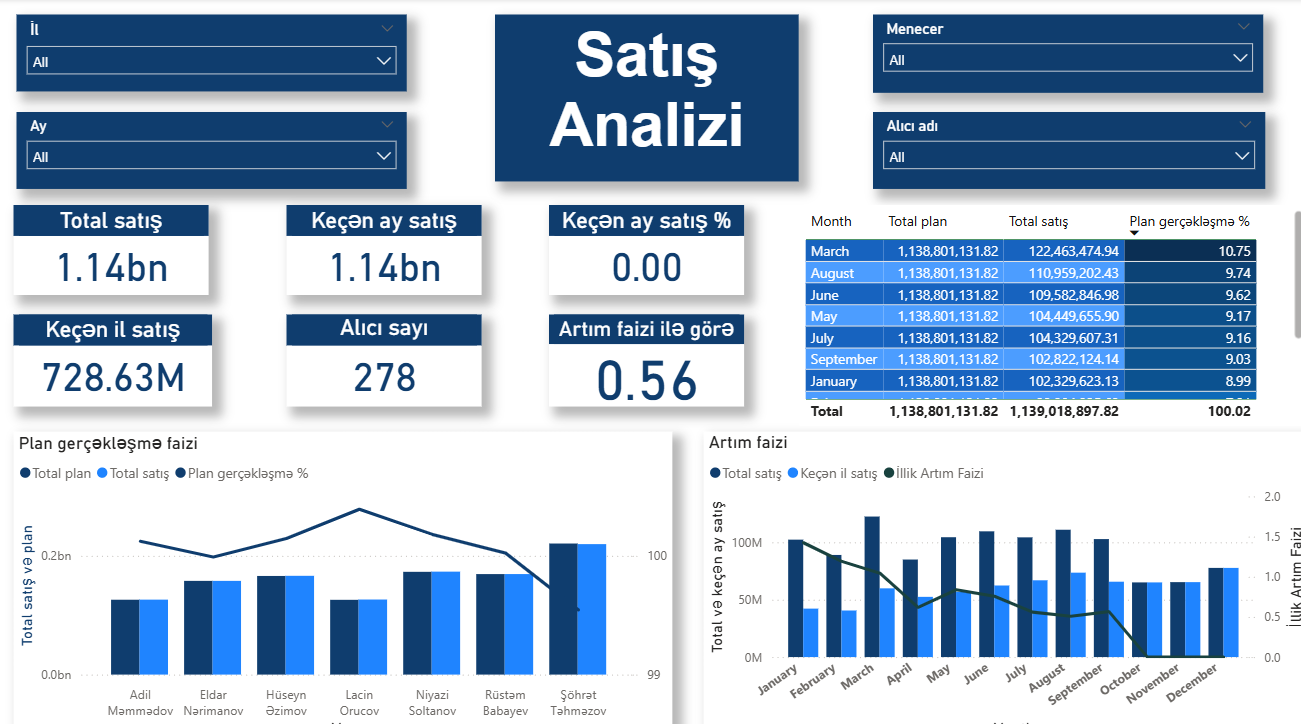 İl
All
Satış
Analizi
Menecer
All
Ay
All
Alıcı adı
All
Total satış
1.14bn
Keçən ay satış
1.14bn
Keçən ay satış %
0.00
Keçən il satış
728.63M
Alıcı sayı
278
Artım faizi ilə görə
0.56
Month Total plan Total satış Plan gerçəkləşmə %
March 1,138,801,131.82 122,463,474.94 10.75
August 1,138,801,131.82 110,959,202.43 9.74
June 1,138,801,131.82 109,582,846.98 9.62
May 1,138,801,131.82 104,449,655.90 9.17
July 1,138,801,131.82 104,329,607.31 9.16
September 1,138,801,131.82 102,822,124.14 9.03
January 1,138,801,131.82 102,329,623.13 8.99
Total 1,138,801,131.82 1,139,018,897.82 100.02
Plan gerçəkləşmə faizi
Total plan Total satış Plan gerçəkləşmə %
Total satış və plan
0.2bn
0.0bn
100
99
Adil Məmmədov
Eldar Nərimanov
Hüseyn Əzimov
Lacin Orucov
Niyazi Soltanov
Rüstəm Babayev
Şöhrət Təhməzov
Artım faizi
Total satış Keçən il satış İllik Artım Faizi
Total və keçən ay satış
100M
50M
0M
2.0
1.5
1.0
0.5
0.0
İllik Artım Faizi
January February March April May June July August September October November December